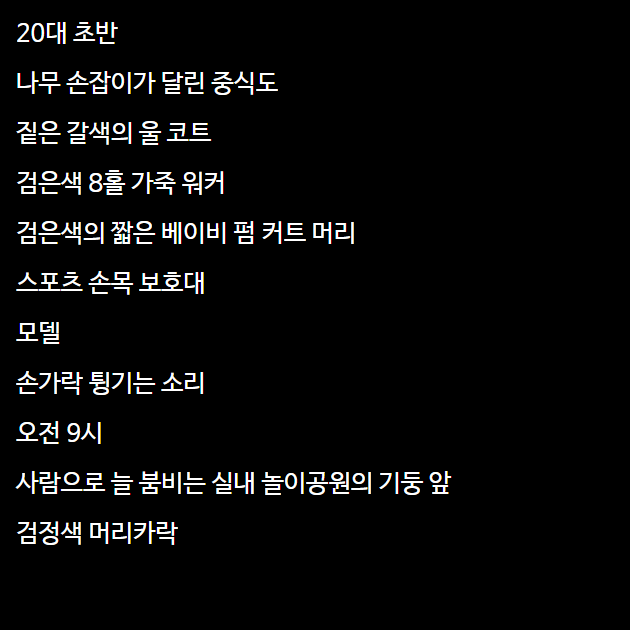 20대 초반
나무 손잡이가 달린 중식도
짙은 갈색의 울 코트
검은색 8홀 가죽 워커
검은색의 짧은 베이비 펌 커트 머리
스포츠 손목 보호대
모델
손가락 튕기는 소리
오전 9시
사람으로 늘 붐비는 실내 놀이공원의 기둥 앞
검정색 머리카락